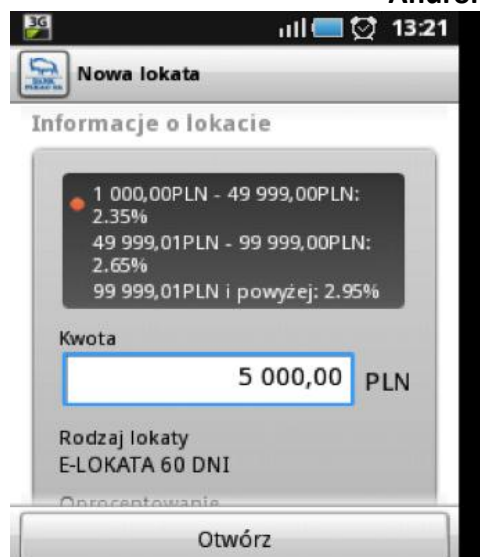 3G
13:21
Nowa lokata
Informacje o lokacie
1 000,00PLN - 49 999,00PLN:
2.35%
49 999,01PLN - 99 999,00PLN:
2.65%
99 999,01PLN i powyżej: 2.95%
Kwota
5 000,00 PLN
Rodzaj lokaty
E-LOKATA 60 DNI
Oprocentowanie
Otwórz